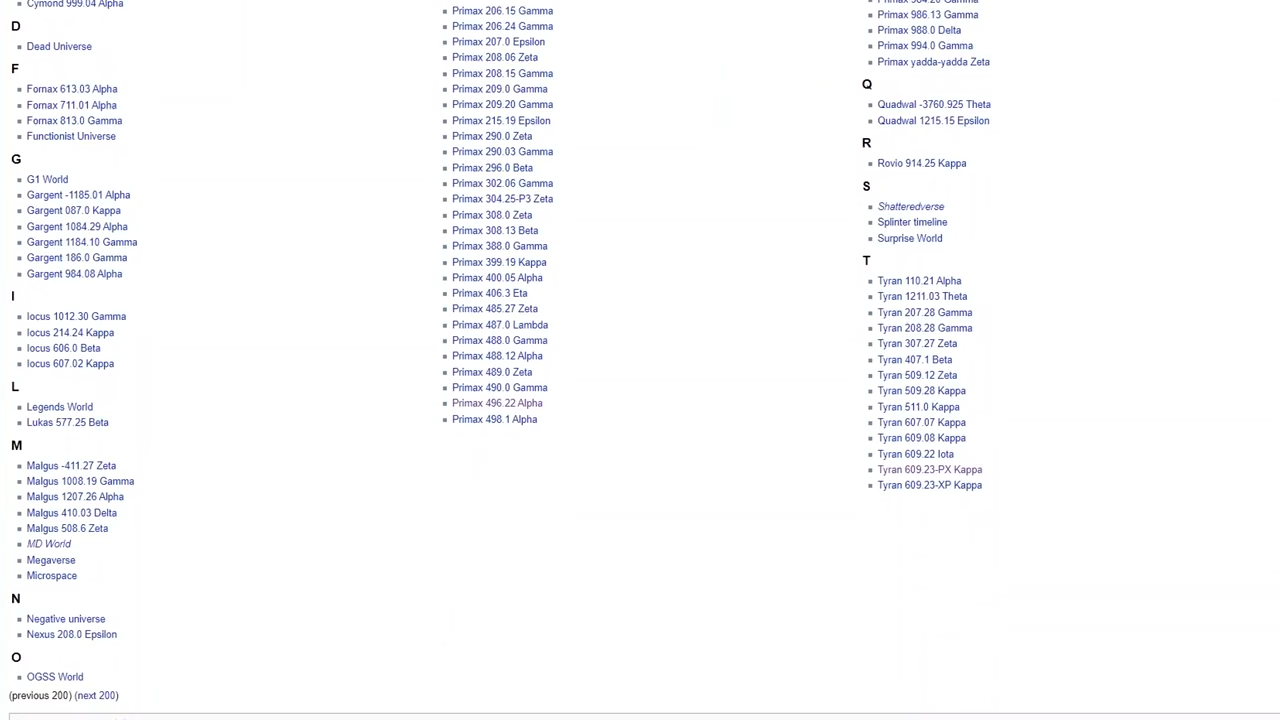 Cymond 999.04 Alpha
D
Dead Universe
F
Fornax 613.03 Alpha
Fornax 711.01 Alpha
Fornax 813.0 Gamma
Functionist Universe
G
G1 World
Gargent -1185.01 Alpha
Gargent 087.0 Kappa
Gargent 1084.29 Alpha
Gargent 1184.10 Gamma
Gargent 186.0 Gamma
Gargent 984.08 Alpha
I
Iocus 1012.30 Gamma
Iocus 214.24 Kappa
Iocus 606.0 Beta
Iocus 607.02 Kappa
L
Legends World
Lukas 577.25 Beta
M
Malgus -411.27 Zeta
Malgus 1008.19 Gamma
Malgus 1207.26 Alpha
Malgus 410.03 Delta
Malgus 508.6 Zeta
MD World
Megaverse
Microspace
N
Negative universe
Nexus 208.0 Epsilon
O
OGSS World
Primax 206.15 Gamma
Primax 206.24 Gamma
Primax 207.0 Epsilon
Primax 208.06 Zeta
Primax 208.15 Gamma
Primax 209.0 Gamma
Primax 209.20 Gamma
Primax 215.19 Epsilon
Primax 290.0 Zeta
Primax 290.03 Gamma
Primax 296.0 Beta
Primax 302.06 Gamma
Primax 304.25-P3 Zeta
Primax 308.0 Zeta
Primax 308.13 Beta
Primax 388.0 Gamma
Primax 399.19 Kappa
Primax 400.05 Alpha
Primax 406.3 Eta
Primax 485.27 Zeta
Primax 487.0 Lambda
Primax 488.0 Gamma
Primax 488.12 Alpha
Primax 489.0 Zeta
Primax 490.0 Gamma
Primax 496.22 Alpha
Primax 498.1 Alpha
Primax 986.13 Gamma
Primax 988.0 Delta
Primax 994.0 Gamma
Primax yadda-yadda Zeta
Q
Quadwal -3760.925 Theta
Quadwal 1215.15 Epsilon
R
Rovio 914.25 Kappa
S
Shatteredverse
Splinter timeline
Surprise World
T
Tyran 110.21 Alpha
Tyran 1211.03 Theta
Tyran 207.28 Gamma
Tyran 208.28 Gamma
Tyran 307.27 Zeta
Tyran 407.1 Beta
Tyran 509.12 Zeta
Tyran 509.28 Kappa
Tyran 511.0 Kappa
Tyran 607.07 Kappa
Tyran 609.08 Kappa
Tyran 609.22 Iota
Tyran 609.23-PX Kappa
Tyran 609.23-XP Kappa
(previous 200) (next 200)